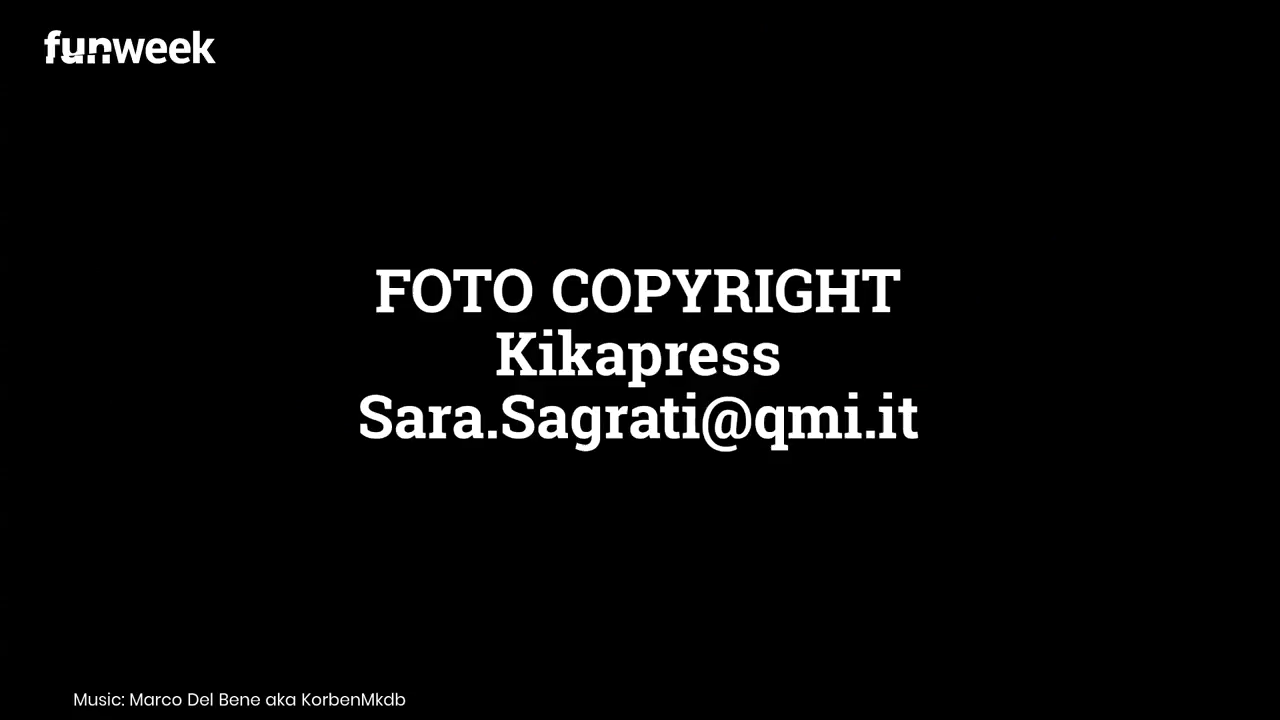 funweek
FOTO COPYRIGHT
Kikapress
Sara.Sagrati@qmi.it
Music: Marco Del Bene aka KorbenMkdb